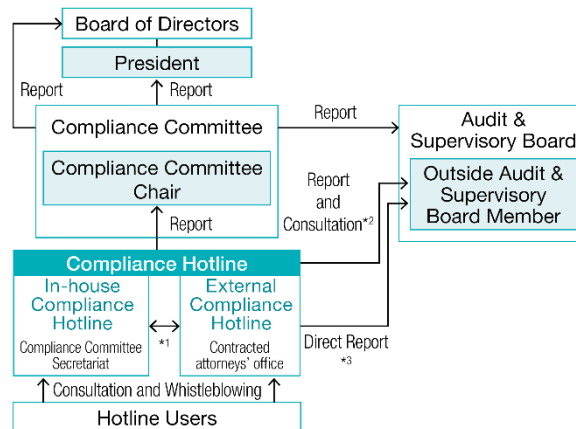 Board of Directors
President
Report
Report
Report
Compliance Committee
Audit &
Supervisory Board
Compliance Committee
Chair
Outside Audit &
Supervisory
Board Member
Report
and
Consultation*2
Report
Compliance Hotline
In-house
Compliance
Hotline
Compliance Committee
Secretariat
*1
External
Compliance
Hotline
Contracted
attorneys' office
Direct Report
*3
Consultation and Whistleblowing
Hotline Users